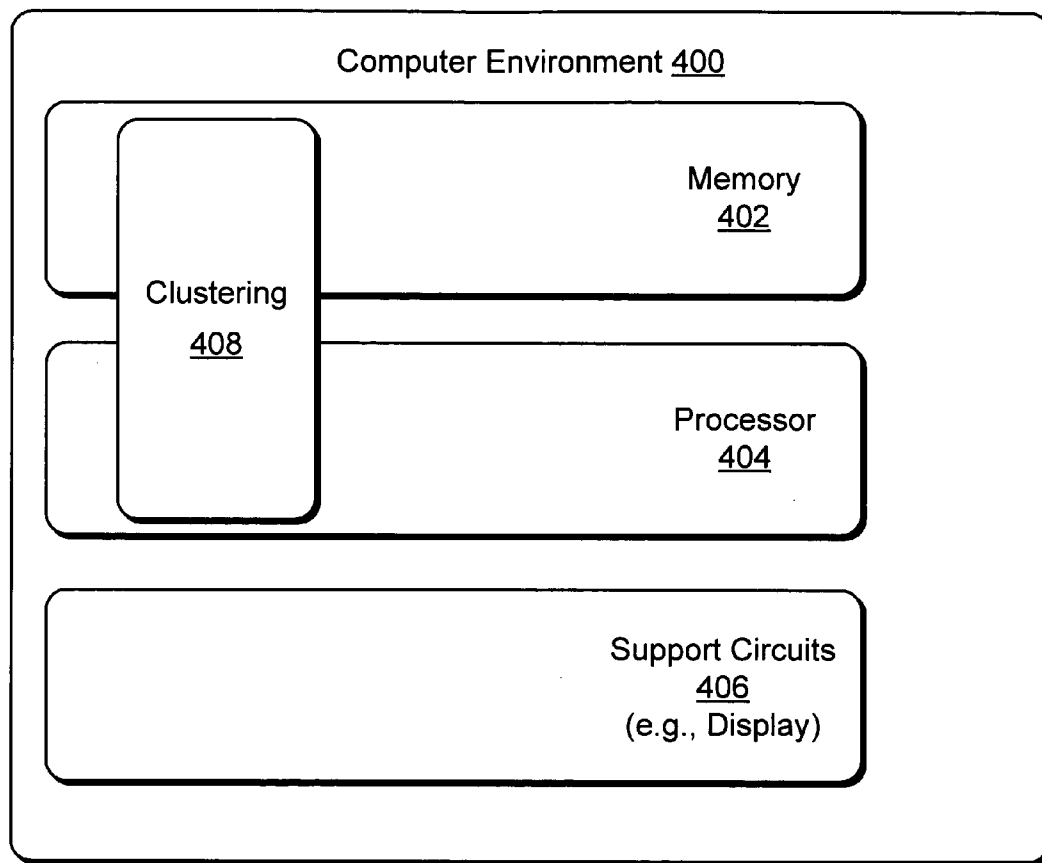 Computer Environment 400
Memory
402
Clustering
408
Processor
404
Support Circuits
406
(e.g., Display)